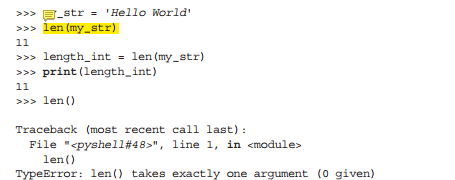 >>> _str = 'Hello World'
>>> len(my_str)
11
>>> length_int = len(my_str)
>>> print(length_int)
11
>>> len()
Traceback (most recent call last):
File "<pyshell#48>", line 1, in <module>
len()
TypeError: len() takes exactly one argument (0 given)